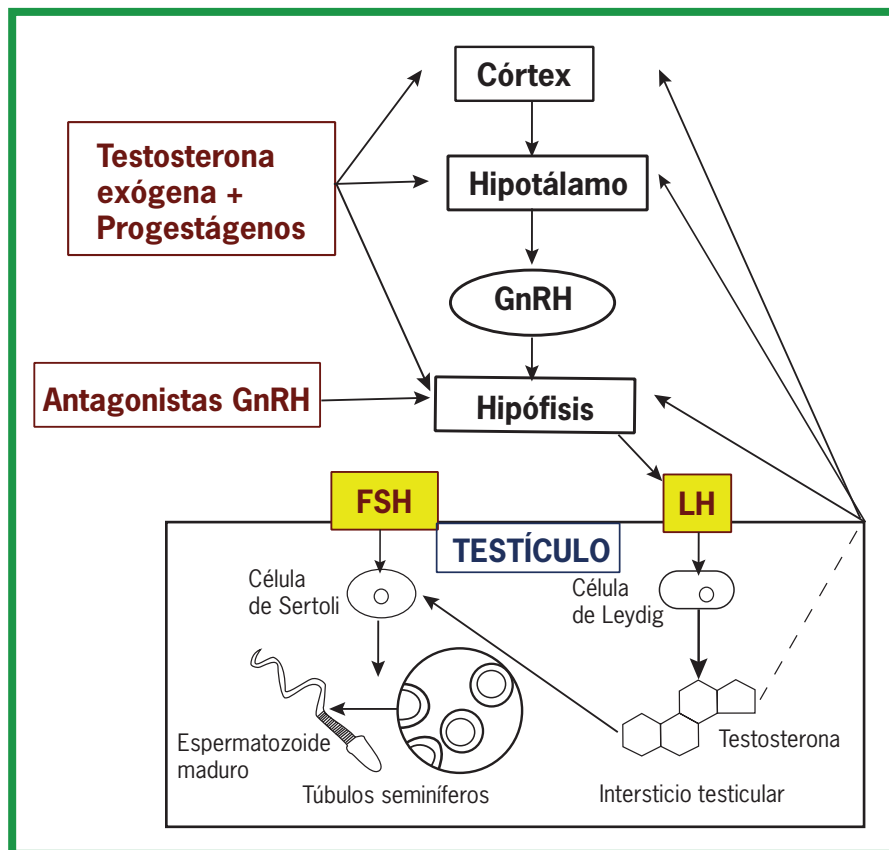 Córtex
Testosterona
exógena +
Progestágenos
Hipotálamo
GnRH
Antagonistas GnRH
Hipófisis
FSH
LH
TESTÍCULO
Célula
de Sertoli
Célula
de Leydig
Espermatozoide
maduro
Túbulos seminíferos
Testosterona
Intersticio testicular